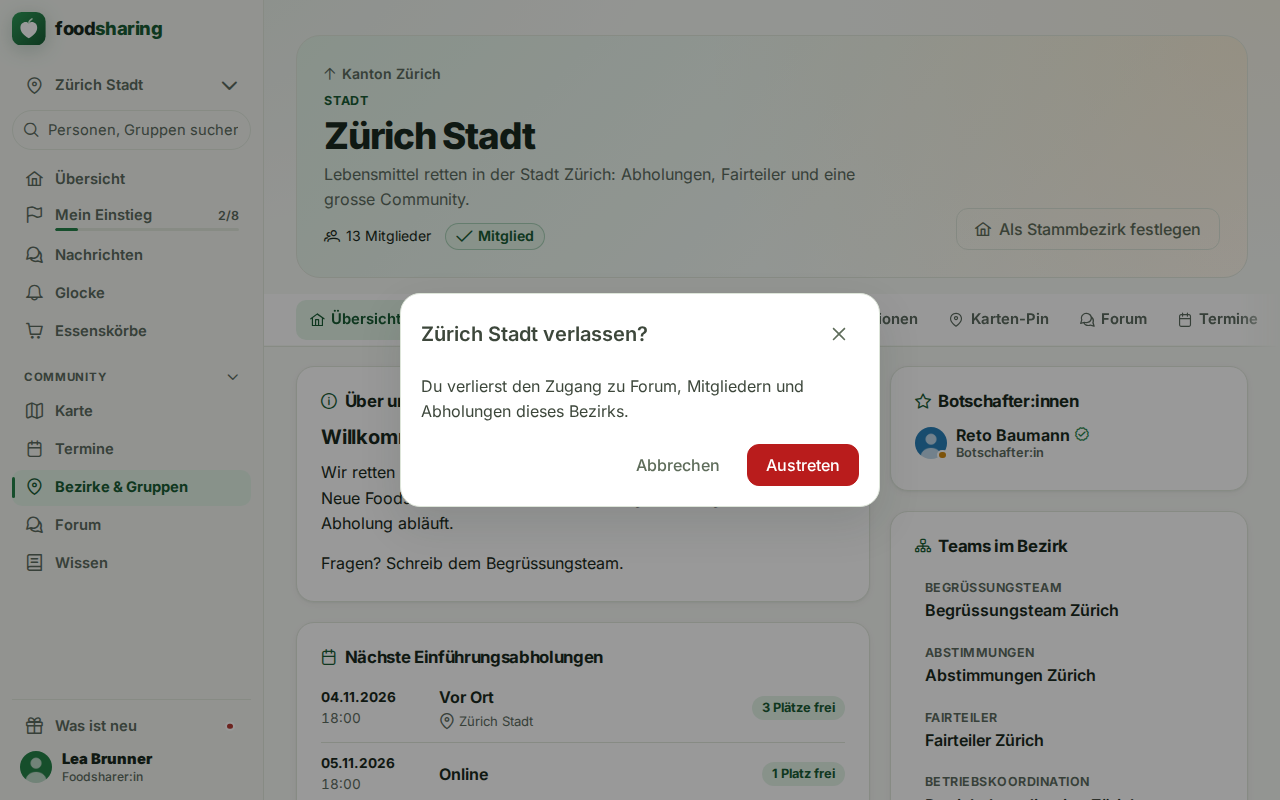 foodsharing
Zürich Stadt
Personen, Gruppen sucher
Übersicht
Mein Einstieg 2/8
Nachrichten
Glocke
Essenskörbe
COMMUNITY
Karte
Termine
Bezirke & Gruppen
Forum
Wissen
Was ist neu
Lea Brunner
Foodsharer:in
Kanton Zürich
STADT
Zürich Stadt
Lebensmittel retten in der Stadt Zürich: Abholungen, Fairteiler und eine
grosse Community.
13 Mitglieder Mitglied
Als Stammbezirk festlegen
Übersicht
Karten-Pin
Forum
Termine
Zürich Stadt verlassen?
Du verlierst den Zugang zu Forum, Mitgliedern und
Abholungen dieses Bezirks.
Abbrechen Austreten
Über
Wir retten
Neue
Abholung abläuft.
Fragen? Schreib dem Begrüssungsteam.
Nächste Einführungsabholungen
04.11.2026 Vor Ort 3 Plätze frei
18:00 Zürich Stadt
05.11.2026 Online 1 Platz frei
18:00
Botschafter:innen
Reto Baumann
Botschafter:in
Teams im Bezirk
BEGRÜSSUNGSTEAM
Begrüssungsteam Zürich
ABSTIMMUNGEN
Abstimmungen Zürich
FAIRTEILER
Fairteiler Zürich
BETRIEBSKOORDINATION